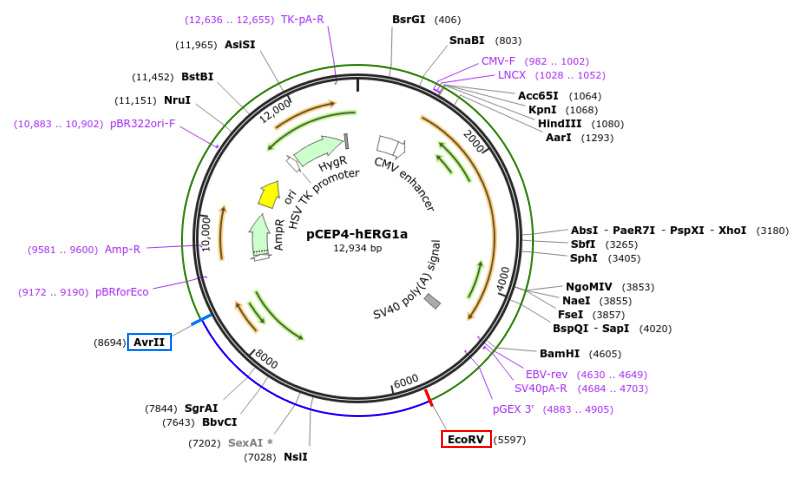 (12,636 .. 12,655) TK-pA-R
BsrGI (406)
(11,965) AsiSI
SnaBI (803)
CMV-F (982 .. 1002)
LNCX (1028 .. 1052)
(11,452) BstBI
Acc65I (1064)
(11,151) NruI
KpnI (1068)
(10,883 .. 10,902) pBR322ori-F
HindIII (1080)
AarI (1293)
12,000
2000
HygR
CMV enhancer
HSV TK promoter
ori
AmpR
pCEP4-hERG1a
12,934 bp
10,000
AbsI - PaeR7I - PspXI - XhoI (3180)
SbfI (3265)
(9581 .. 9600) Amp-R
SphI (3405)
SV40 poly(A) signal
4000
(9172 .. 9190) pBRforEco
NgoMIV (3853)
NaeI (3855)
FseI (3857)
BspQI - SapI (4020)
(8694) AvrII
BamHI (4605)
8000
EBV-rev (4630 .. 4649)
SV40pA-R (4684 .. 4703)
6000
(7844) SgrAI
pGEX 3' (4883 .. 4905)
(7643) BbvCI
(7202) SexAI *
EcoRV (5597)
(7028) NsiI